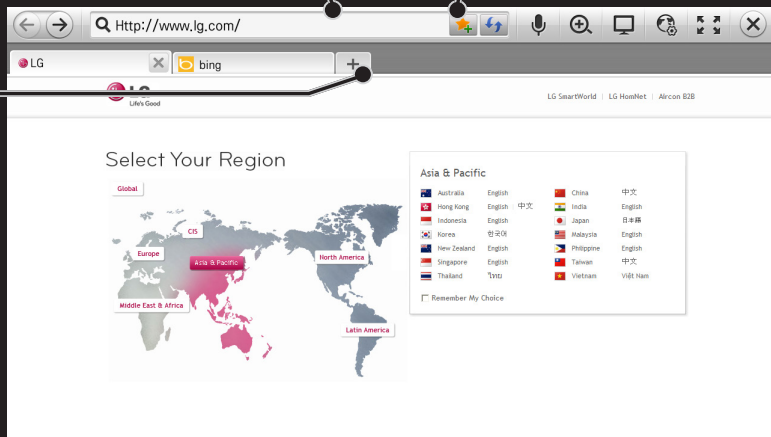 Http://www.lg.com/
LG
bing
LG
Life's Good
LG SmartWorld | LG HomNet | Aircon B2B
Select Your Region
Global
CIS
Europe
Asia & Pacific
North America
Middle East & Africa
Latin America
Asia & Pacific
Australia English China 中文
Hong Kong English 中文 India English
Indonesia English Japan 日本語
Korea 한국어 Malaysia English
New Zealand English Philippine English
Singapore English Taiwan 中文
Thailand ไทย Vietnam Việt Nam
Remember My Choice